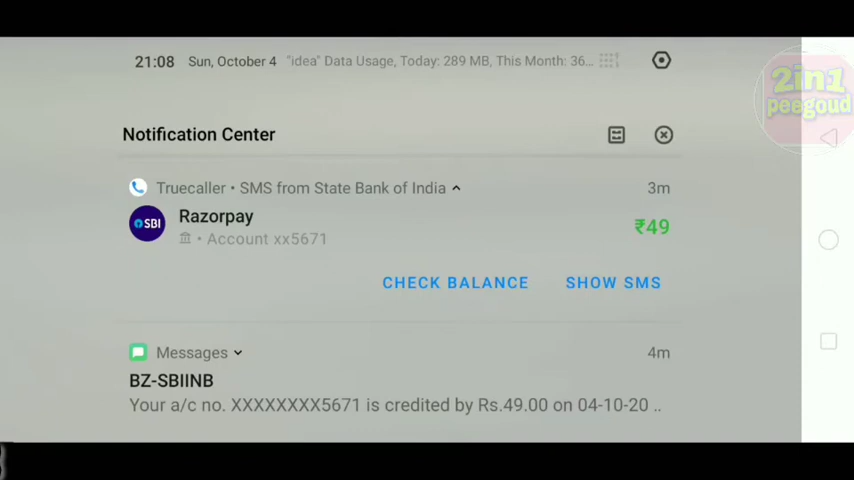 2in1
peegoud
21:08 Sun, October 4 "idea" Data Usage, Today: 289 MB, This Month: 36...
Notification Center
Truecaller • SMS from State Bank of India 3m
SBI
Razorpay
₹49
• Account xx5671
CHECK BALANCE SHOW SMS
Messages 4m
BZ-SBIINB
Your a/c no. XXXXXXXX5671 is credited by Rs.49.00 on 04-10-20 ..